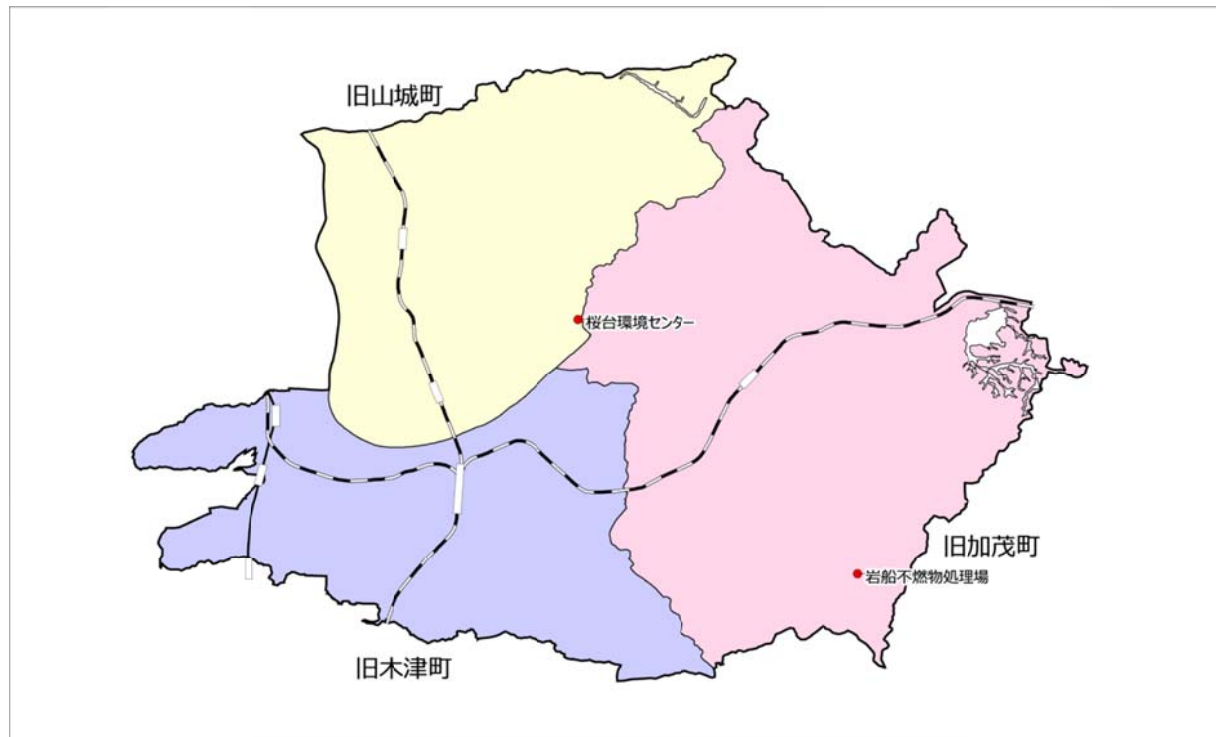 旧山城町
桜台環境センター
旧加茂町
岩船不燃物処理場
旧木津町